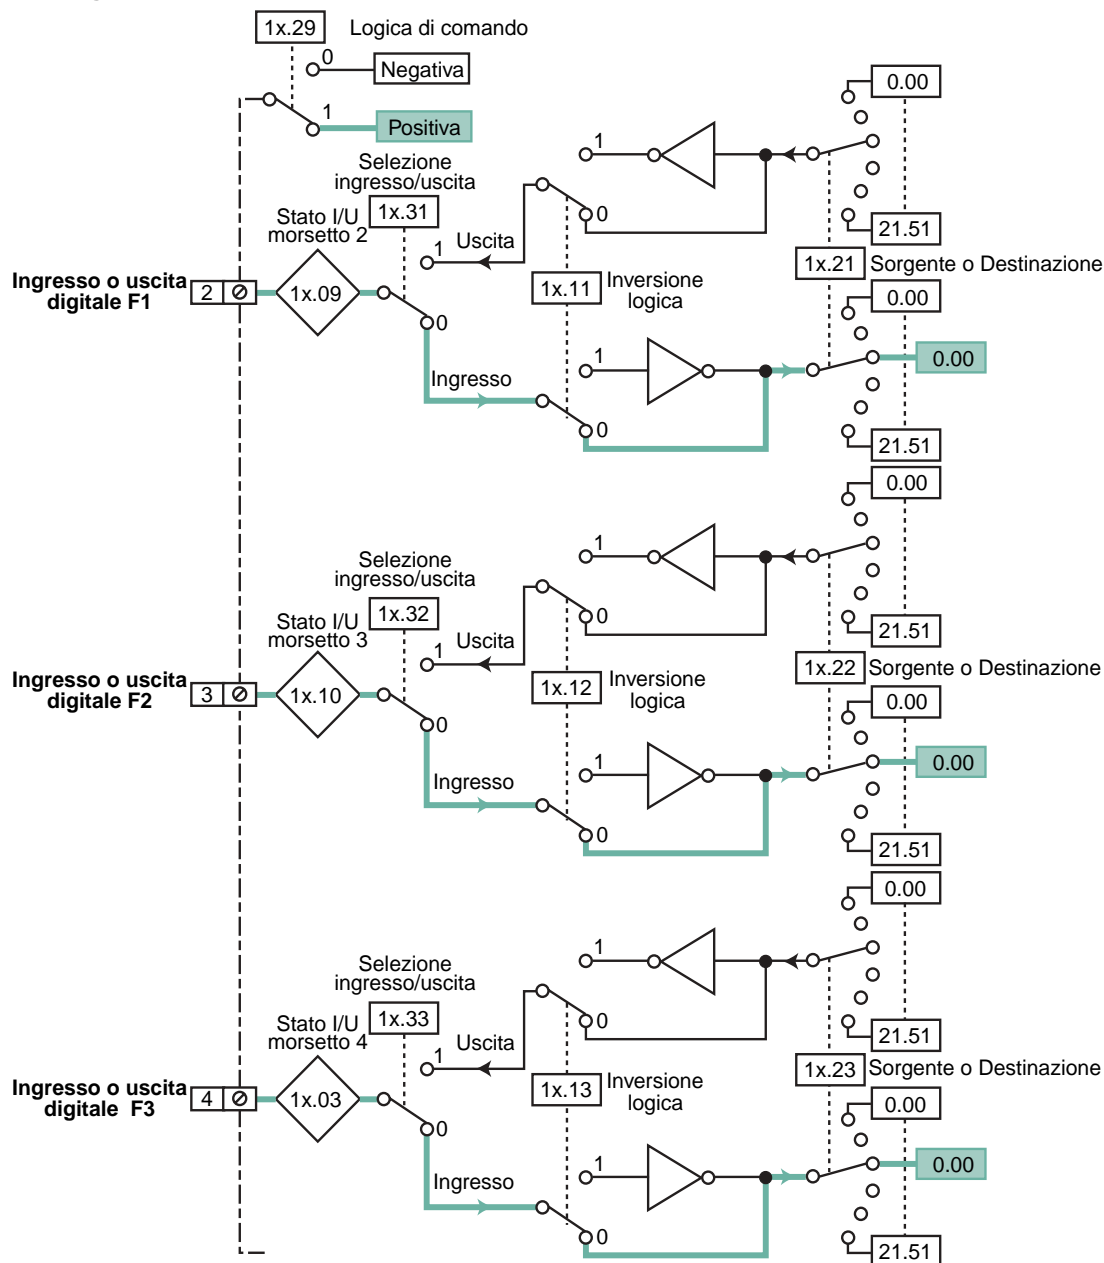 1x.29
Logica di comando
0
Negativa
1
Positiva
0.00
Selezione
ingresso/uscita
1x.31
1
0
21.51
Stato I/U
morsetto 2
1
Uscita
1x.21
Sorgente o Destinazione
Ingresso o uscita
digitale F1
2
1x.09
1x.11
Inversione
logica
0.00
0
1
0.00
Ingresso
0
21.51
0.00
Selezione
ingresso/uscita
1x.32
1
0
21.51
Stato I/U
morsetto 3
1
Uscita
1x.22
Sorgente o Destinazione
Ingresso o uscita
digitale F2
3
1x.10
1x.12
Inversione
logica
0.00
0
1
0.00
Ingresso
0
21.51
0.00
Selezione
ingresso/uscita
1x.33
1
0
21.51
Stato I/U
morsetto 4
1
Uscita
1x.23
Sorgente o Destinazione
Ingresso o uscita
digitale F3
4
1x.03
1x.13
Inversione
logica
0.00
0
1
0.00
Ingresso
0
21.51